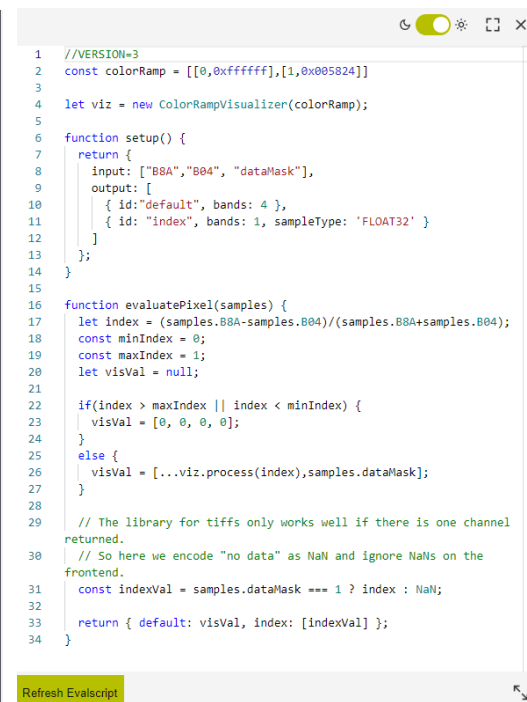 1 //VERSION=3
2 const colorRamp = [[0,0xffffff],[1,0x005824]]
3
4 let viz = new ColorRampVisualizer(colorRamp);
5
6 function setup() {
7 return {
8 input: ["B8A","B04", "dataMask"],
9 output: [
10 { id:"default", bands: 4 },
11 { id: "index", bands: 1, sampleType: 'FLOAT32' }
12 ]
13 };
14 }
15
16 function evaluatePixel(samples) {
17 let index = (samples.B8A-samples.B04)/(samples.B8A+samples.B04);
18 const minIndex = 0;
19 const maxIndex = 1;
20 let visVal = null;
21
22 if(index > maxIndex || index < minIndex) {
23 visVal = [0, 0, 0, 0];
24 }
25 else {
26 visVal = [...viz.process(index),samples.dataMask];
27 }
28
29 // The library for tiffs only works well if there is one channel
returned.
30 // So here we encode "no data" as NaN and ignore NaNs on the
frontend.
31 const indexVal = samples.dataMask === 1 ? index : NaN;
32
33 return { default: visVal, index: [indexVal] };
34 }
Refresh Evalscript